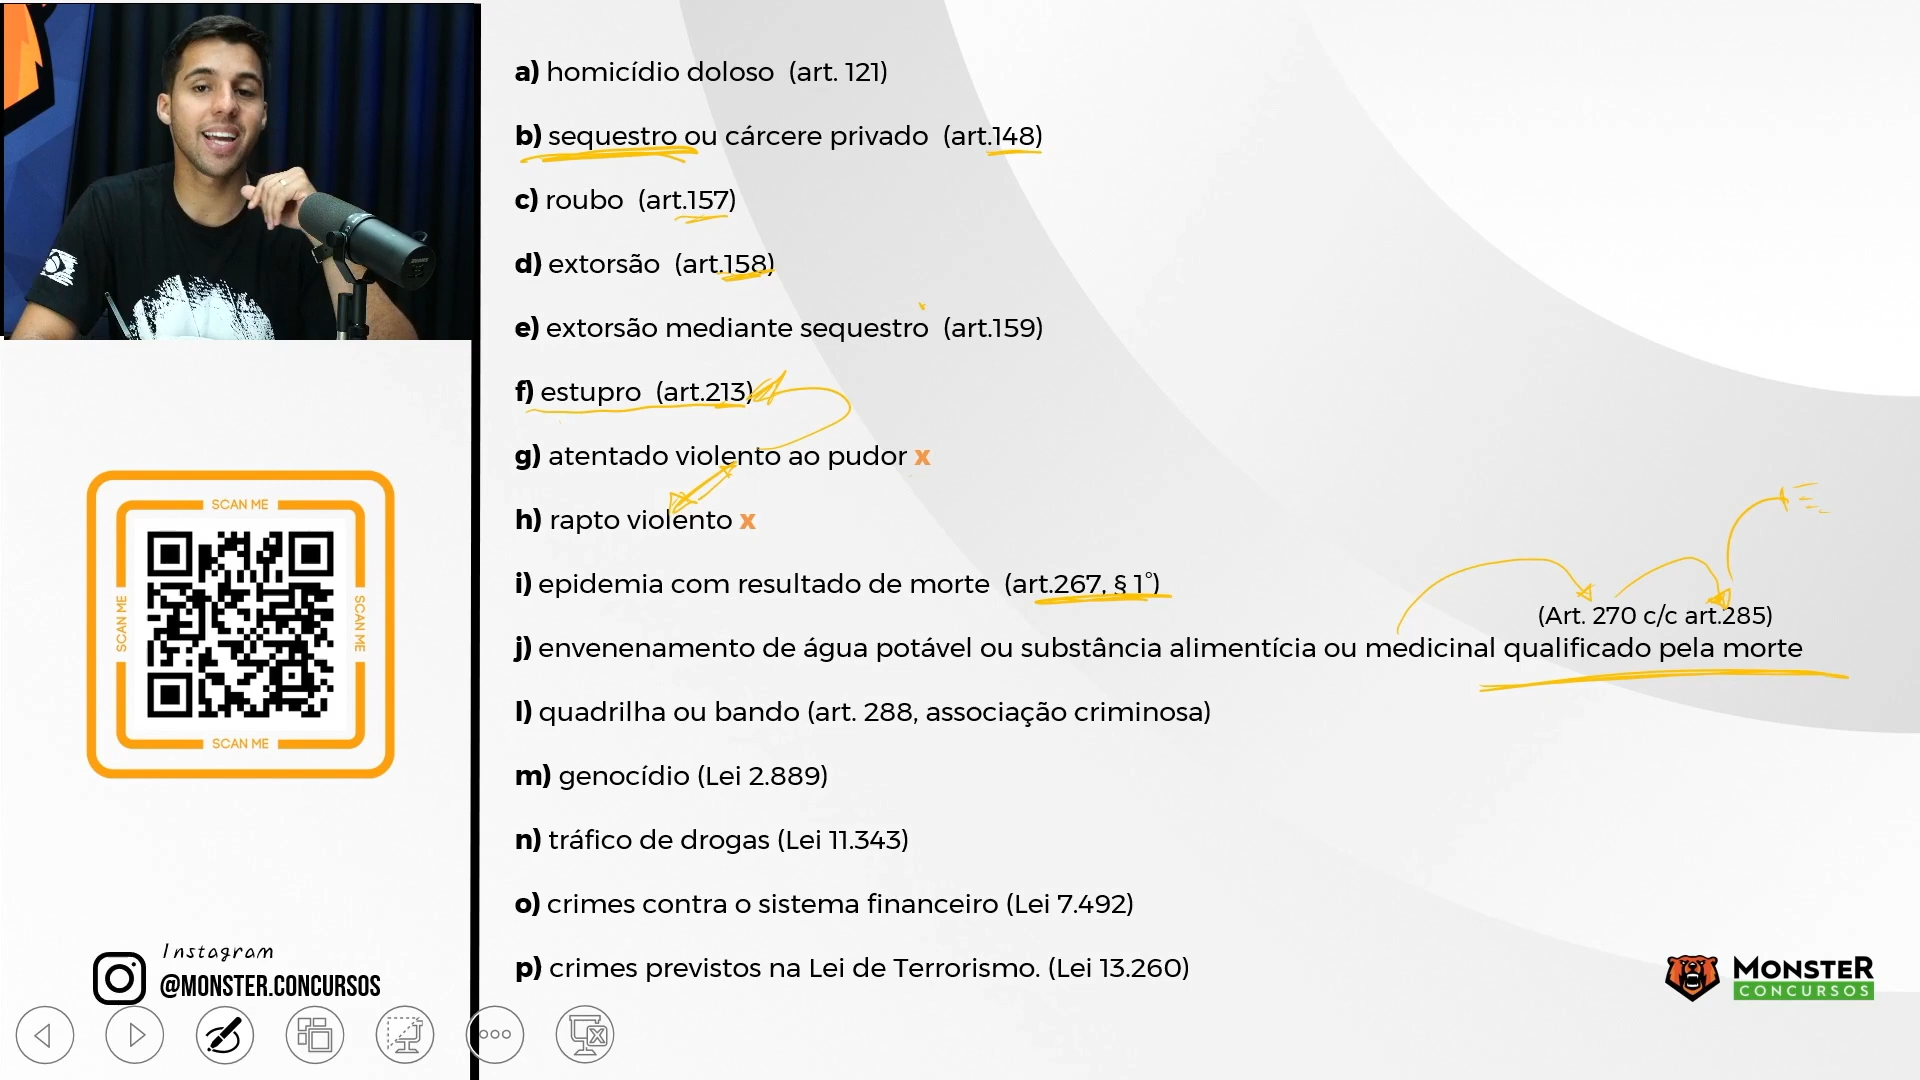 a) homicídio doloso (art. 121)
b) sequestro ou cárcere privado (art.148)
c) roubo (art.157)
d) extorsão (art.158)
e) extorsão mediante sequestro (art.159)
f) estupro (art.213)
g) atentado violento ao pudor x
h) rapto violento x
i) epidemia com resultado de morte (art.267, § 1°)
(Art. 270 c/c art.285)
j) envenenamento de água potável ou substância alimentícia ou medicinal qualificado pela morte
l) quadrilha ou bando (art. 288, associação criminosa)
m) genocídio (Lei 2.889)
n) tráfico de drogas (Lei 11.343)
o) crimes contra o sistema financeiro (Lei 7.492)
p) crimes previstos na Lei de Terrorismo. (Lei 13.260)
SCAN ME
SCAN ME
SCAN ME
SCAN ME
Instagram
@MONSTER.CONCURSOS
MONSTER
CONCURSOS